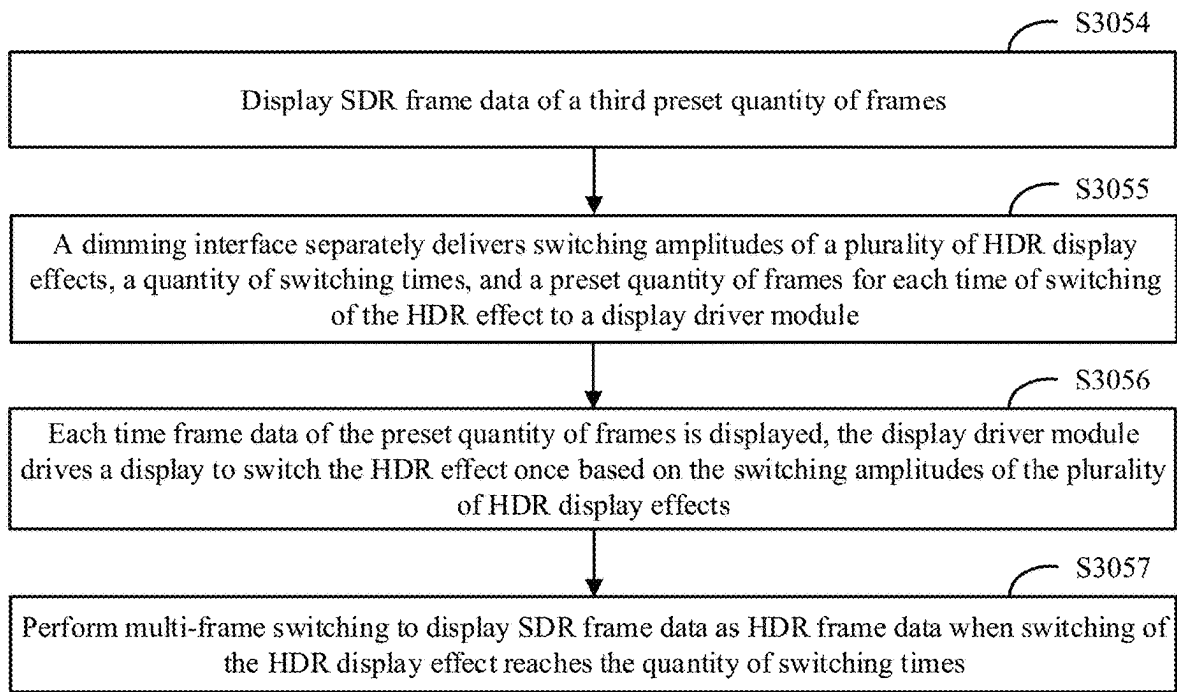 S3054
Display SDR frame data of a third preset quantity of frames
S3055
A dimming interface separately delivers switching amplitudes of a plurality of HDR display
effects, a quantity of switching times, and a preset quantity of frames for each time of switching
of the HDR effect to a display driver module
S3056
Each time frame data of the preset quantity of frames is displayed, the display driver module
drives a display to switch the HDR effect once based on the switching amplitudes of the plurality
of HDR display effects
S3057
Perform multi-frame switching to display SDR frame data as HDR frame data when switching of
the HDR display effect reaches the quantity of switching times